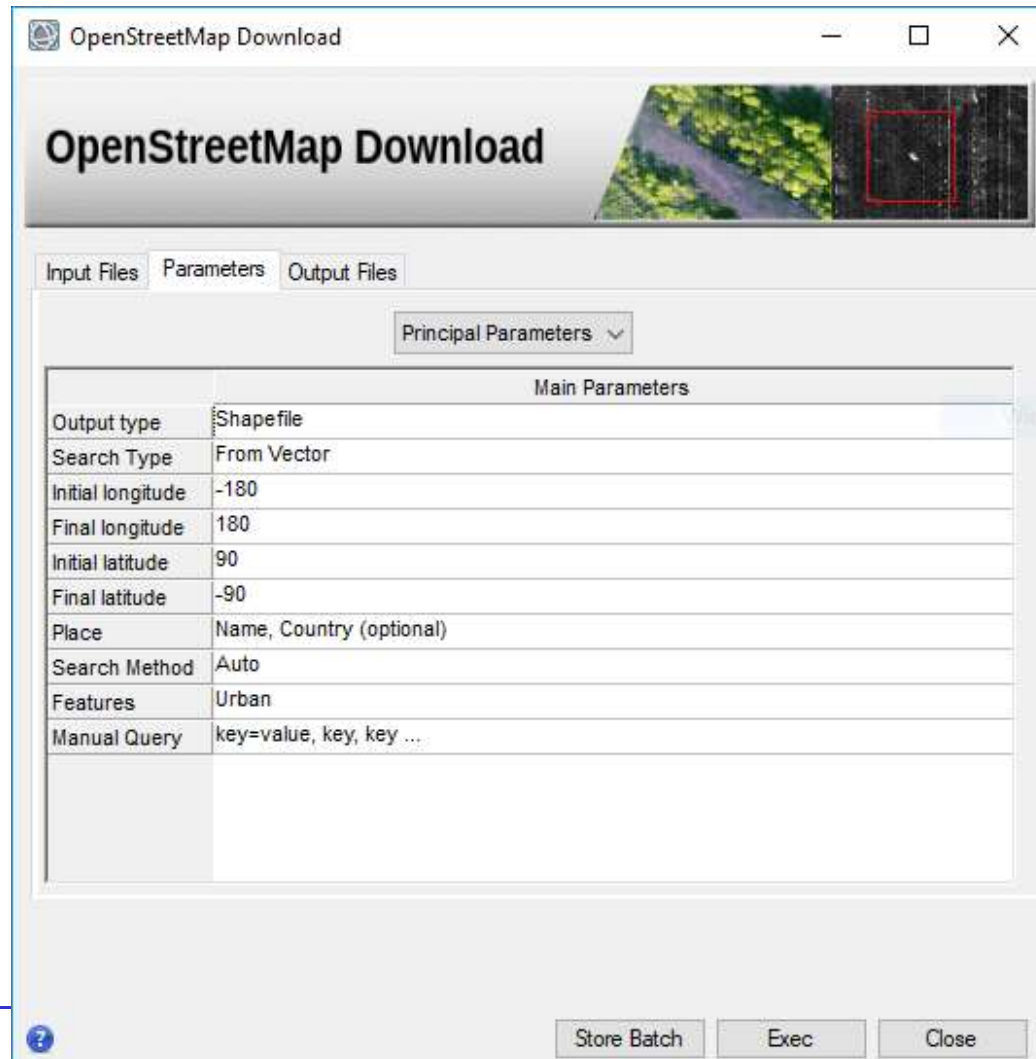 OpenStreetMap Download
OpenStreetMap Download
Input Files Parameters Output Files
Principal Parameters
Main Parameters
Output type Shapefile
Search Type From Vector
Initial longitude -180
Final longitude 180
Initial latitude 90
Final latitude -90
Place Name, Country (optional)
Search Method Auto
Features Urban
Manual Query key=value, key, key ...
? Store Batch Exec Close